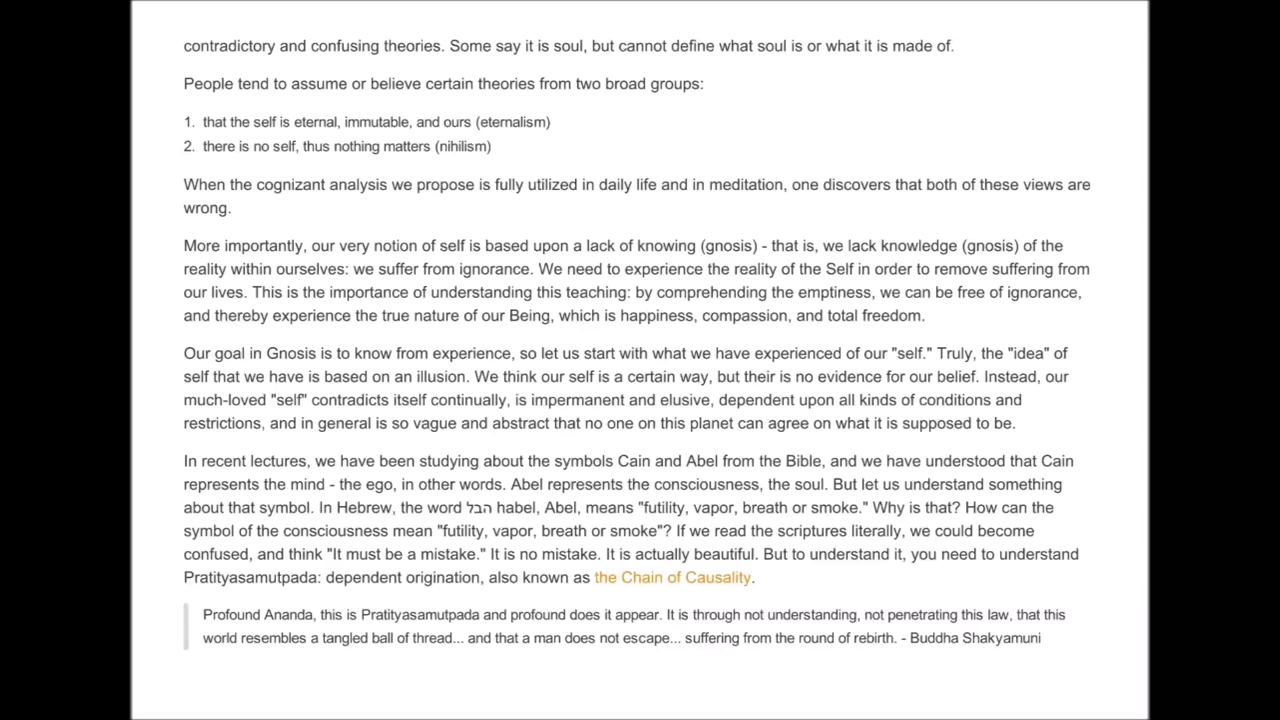 contradictory and confusing theories. Some say it is soul, but cannot define what soul is or what it is made of.
People tend to assume or believe certain theories from two broad groups:
1. that the self is eternal, immutable, and ours (eternalism)
2. there is no self, thus nothing matters (nihilism)
When the cognizant analysis we propose is fully utilized in daily life and in meditation, one discovers that both of these views are
wrong.
More importantly, our very notion of self is based upon a lack of knowing (gnosis) - that is, we lack knowledge (gnosis) of the
reality within ourselves: we suffer from ignorance. We need to experience the reality of the Self in order to remove suffering from
our lives. This is the importance of understanding this teaching: by comprehending the emptiness, we can be free of ignorance,
and thereby experience the true nature of our Being, which is happiness, compassion, and total freedom.
Our goal in Gnosis is to know from experience, so let us start with what we have experienced of our "self." Truly, the "idea" of
self that we have is based on an illusion. We think our self is a certain way, but their is no evidence for our belief. Instead, our
much-loved "self" contradicts itself continually, is impermanent and elusive, dependent upon all kinds of conditions and
restrictions, and in general is so vague and abstract that no one on this planet can agree on what it is supposed to be.
In recent lectures, we have been studying about the symbols Cain and Abel from the Bible, and we have understood that Cain
represents the mind - the ego, in other words. Abel represents the consciousness, the soul. But let us understand something
about that symbol. In Hebrew, the word הבל habel, Abel, means "futility, vapor, breath or smoke." Why is that? How can the
symbol of the consciousness mean "futility, vapor, breath or smoke"? If we read the scriptures literally, we could become
confused, and think "It must be a mistake." It is no mistake. It is actually beautiful. But to understand it, you need to understand
Pratityasamutpada: dependent origination, also known as the Chain of Causality.
Profound Ananda, this is Pratityasamutpada and profound does it appear. It is through not understanding, not penetrating this law, that this
world resembles a tangled ball of thread... and that a man does not escape... suffering from the round of rebirth. - Buddha Shakyamuni